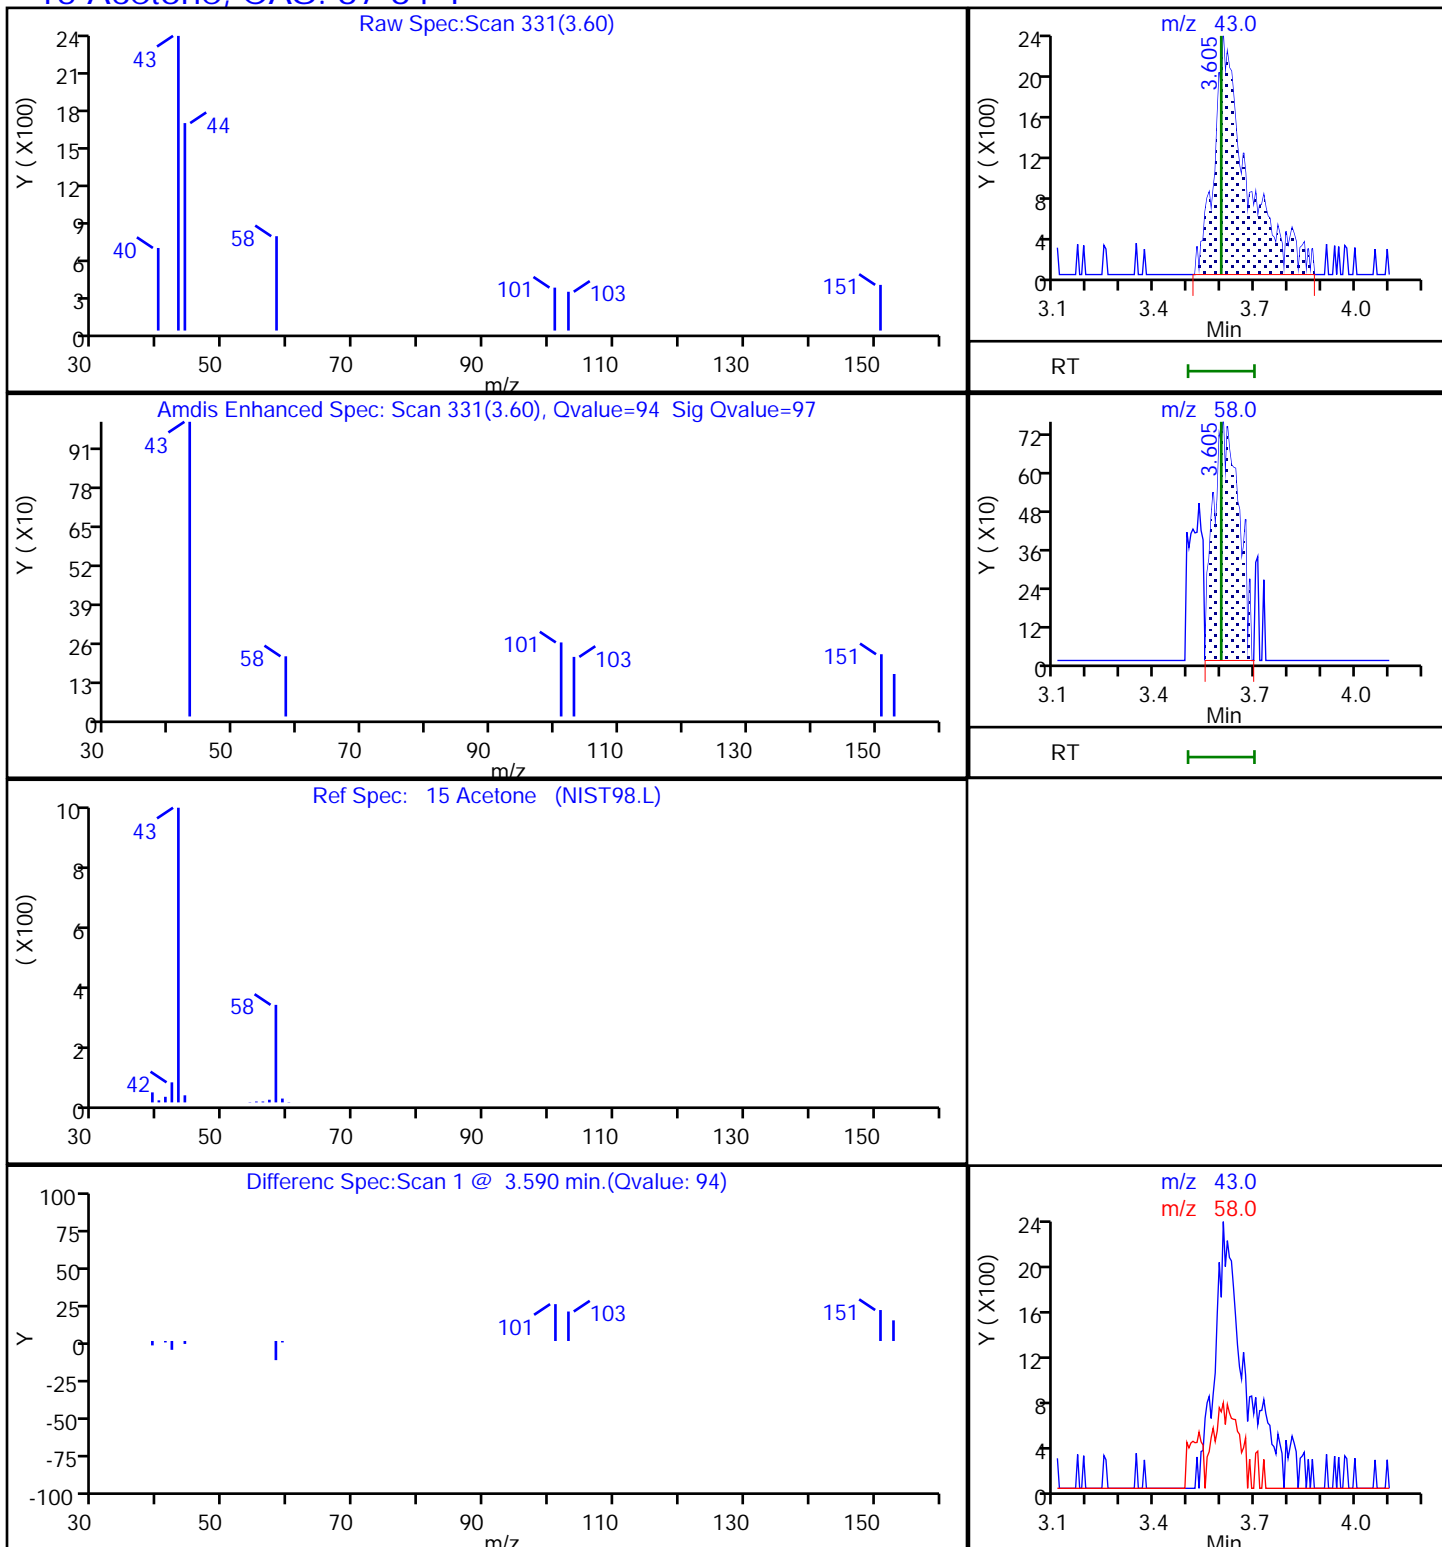 Raw Spec:Scan 331(3.60)
24
21
18
15
12
9
6
3
0
Y ( X100)
43
44
40
58
101
103
151
30 50 70 90 110 130 150
m/z
m/z 43.0
24
20
16
12
8
4
0
Y ( X100)
3.605
3.1 3.4 3.7 4.0
Min
RT
Amdis Enhanced Spec: Scan 331(3.60), Qvalue=94 Sig Qvalue=97
91
78
65
52
39
26
13
0
Y ( X10)
43
58
101
103
151
30 50 70 90 110 130 150
m/z
m/z 58.0
72
60
48
36
24
12
0
Y ( X10)
3.605
3.1 3.4 3.7 4.0
Min
RT
Ref Spec: 15 Acetone (NIST98.L)
10
8
6
4
2
0
( X100)
43
58
42
30 50 70 90 110 130 150
Differenc Spec:Scan 1 @ 3.590 min.(Qvalue: 94)
100
75
50
25
0
-25
-50
-75
-100
Y
101
103
151
30 50 70 90 110 130 150
m/z
m/z 43.0
m/z 58.0
24
20
16
12
8
4
0
Y ( X100)
3.1 3.4 3.7 4.0
Min